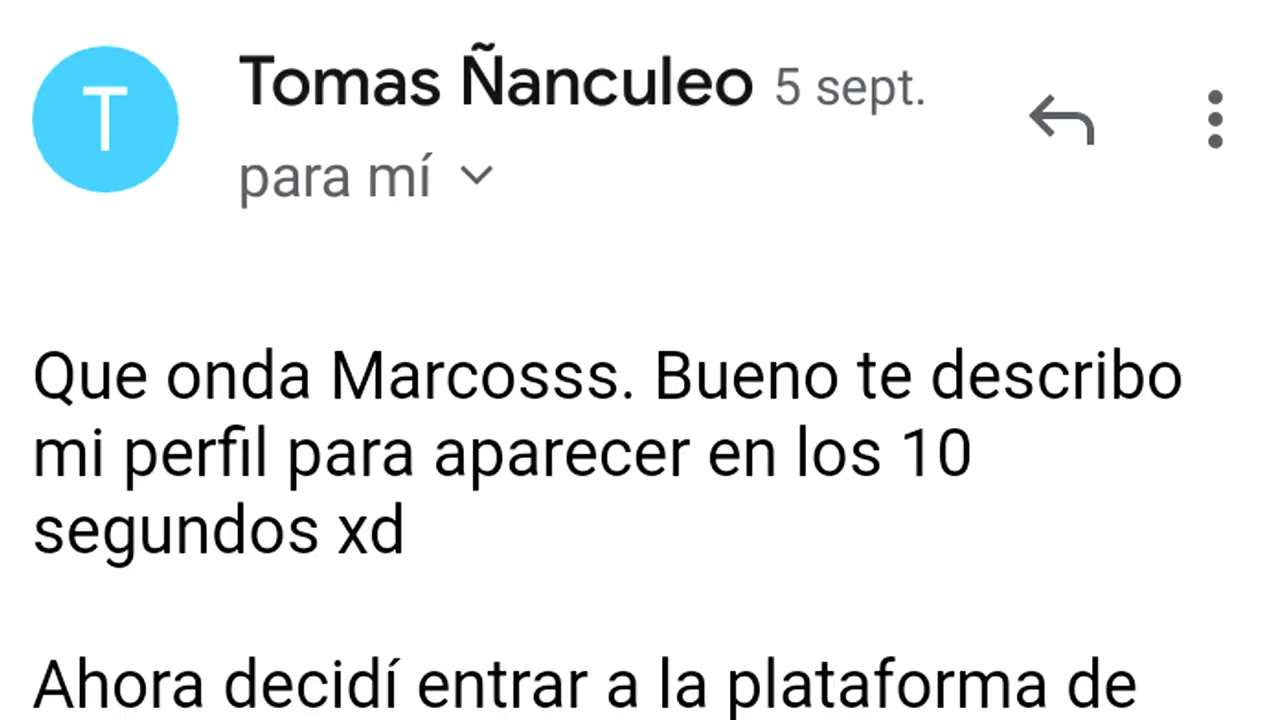 T
Tomas Ñanculeo 5 sept.
para mí
Que onda Marcosss. Bueno te describo
mi perfil para aparecer en los 10
segundos xd
Ahora decidí entrar a la plataforma de